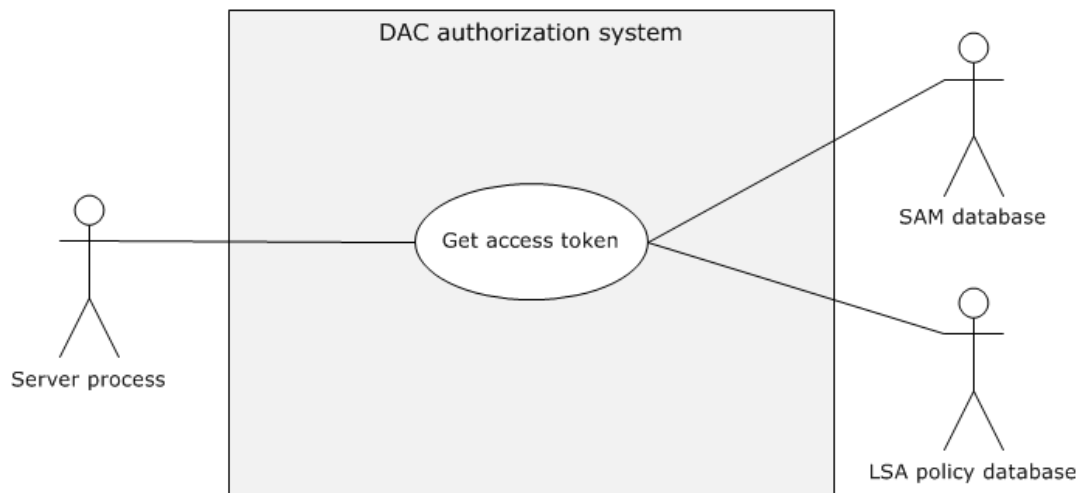 DAC authorization system
Get access token
SAM database
Server process
LSA policy database